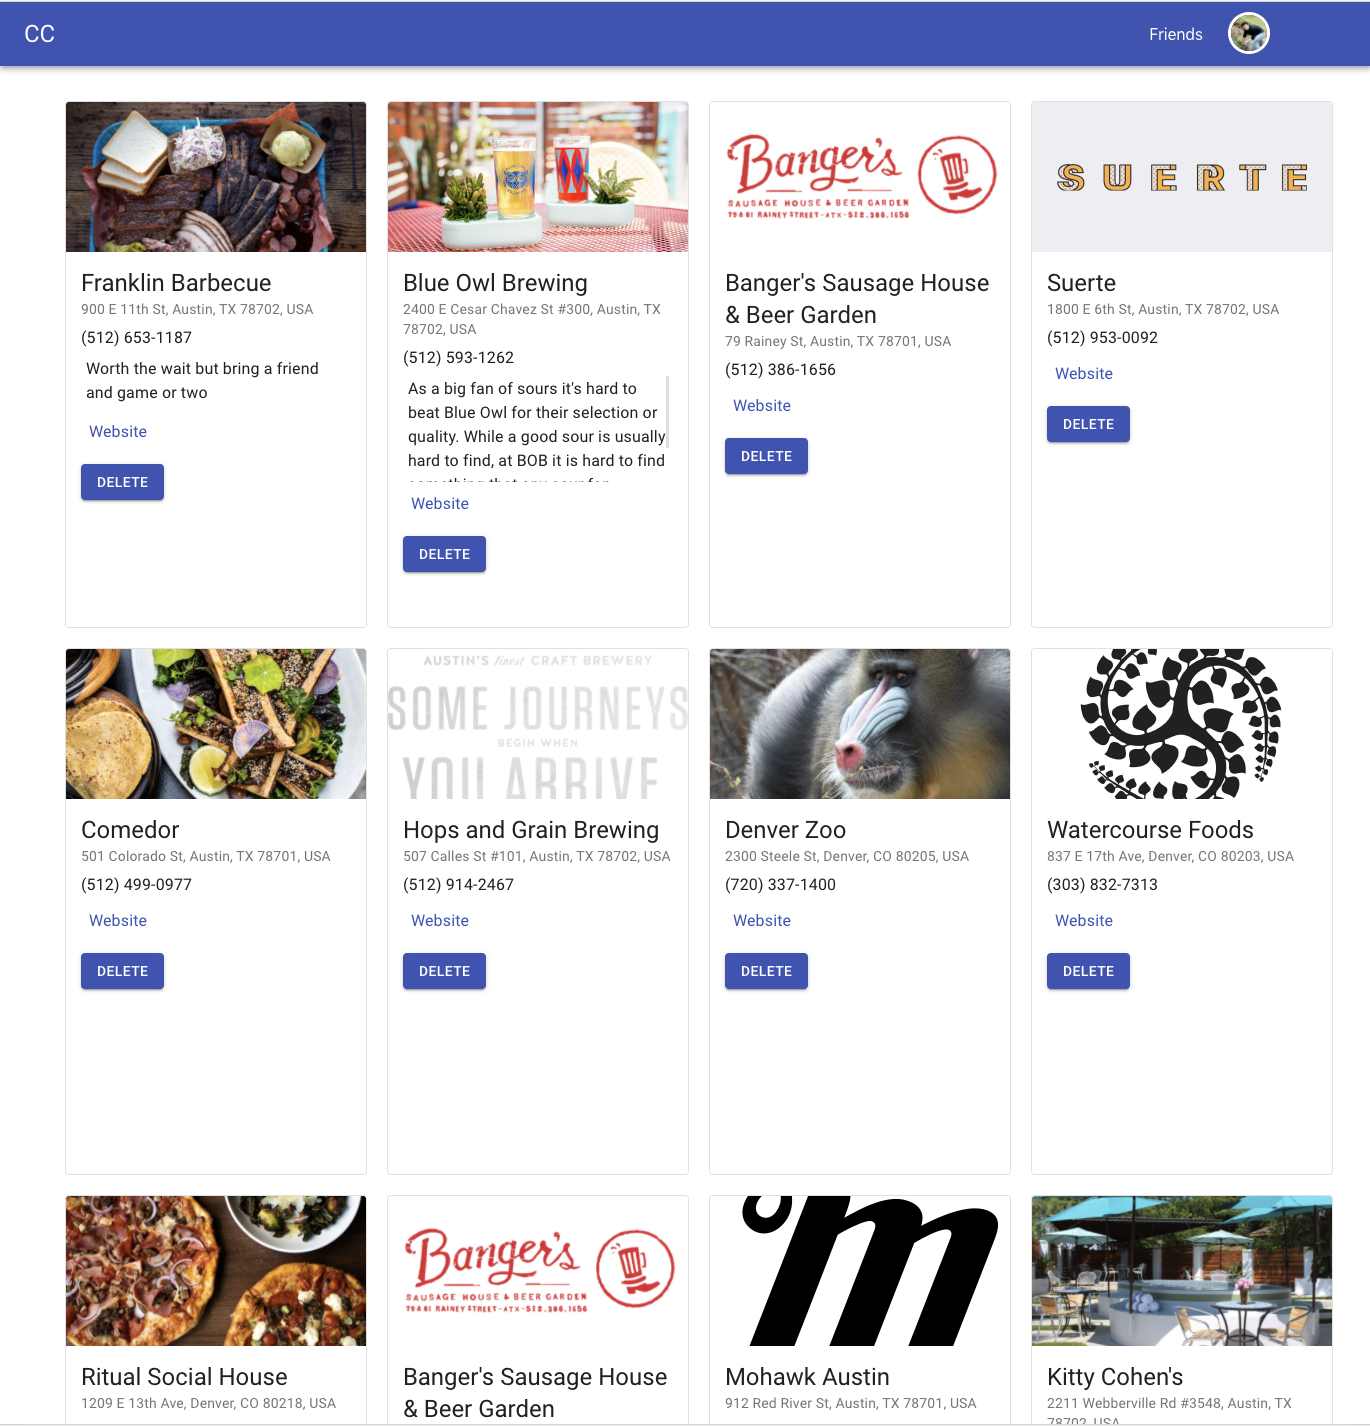 CC
Friends
Banger's
SAUSAGE HOUSE & BEER GARDEN
79 & 81 RAINEY STREET-ATX-512.386.1656
SUERTE
Franklin Barbecue
900 E 11th St, Austin, TX 78702, USA
(512) 653-1187
Worth the wait but bring a friend
and game or two
Website
DELETE
Blue Owl Brewing
2400 E Cesar Chavez St #300, Austin, TX
78702, USA
(512) 593-1262
As a big fan of sours it's hard to
beat Blue Owl for their selection or
quality. While a good sour is usually
hard to find, at BOB it is hard to find
something that any sour fan
Website
DELETE
Banger's Sausage House
& Beer Garden
79 Rainey St, Austin, TX 78701, USA
(512) 386-1656
Website
DELETE
Suerte
1800 E 6th St, Austin, TX 78702, USA
(512) 953-0092
Website
DELETE
AUSTIN'S finest CRAFT BREWERY
SOME JOURNEYS
BEGIN WHEN
YOU ARRIVE
Comedor
501 Colorado St, Austin, TX 78701, USA
(512) 499-0977
Website
DELETE
Hops and Grain Brewing
507 Calles St #101, Austin, TX 78702, USA
(512) 914-2467
Website
DELETE
Denver Zoo
2300 Steele St, Denver, CO 80205, USA
(720) 337-1400
Website
DELETE
Watercourse Foods
837 E 17th Ave, Denver, CO 80203, USA
(303) 832-7313
Website
DELETE
Banger's
SAUSAGE HOUSE & BEER GARDEN
79 & 81 RAINEY STREET-ATX-512.386.1656
m
Ritual Social House
1209 E 13th Ave, Denver, CO 80218, USA
Banger's Sausage House
& Beer Garden
Mohawk Austin
912 Red River St, Austin, TX 78701, USA
Kitty Cohen's
2211 Webberville Rd #3548, Austin, TX
78702, USA